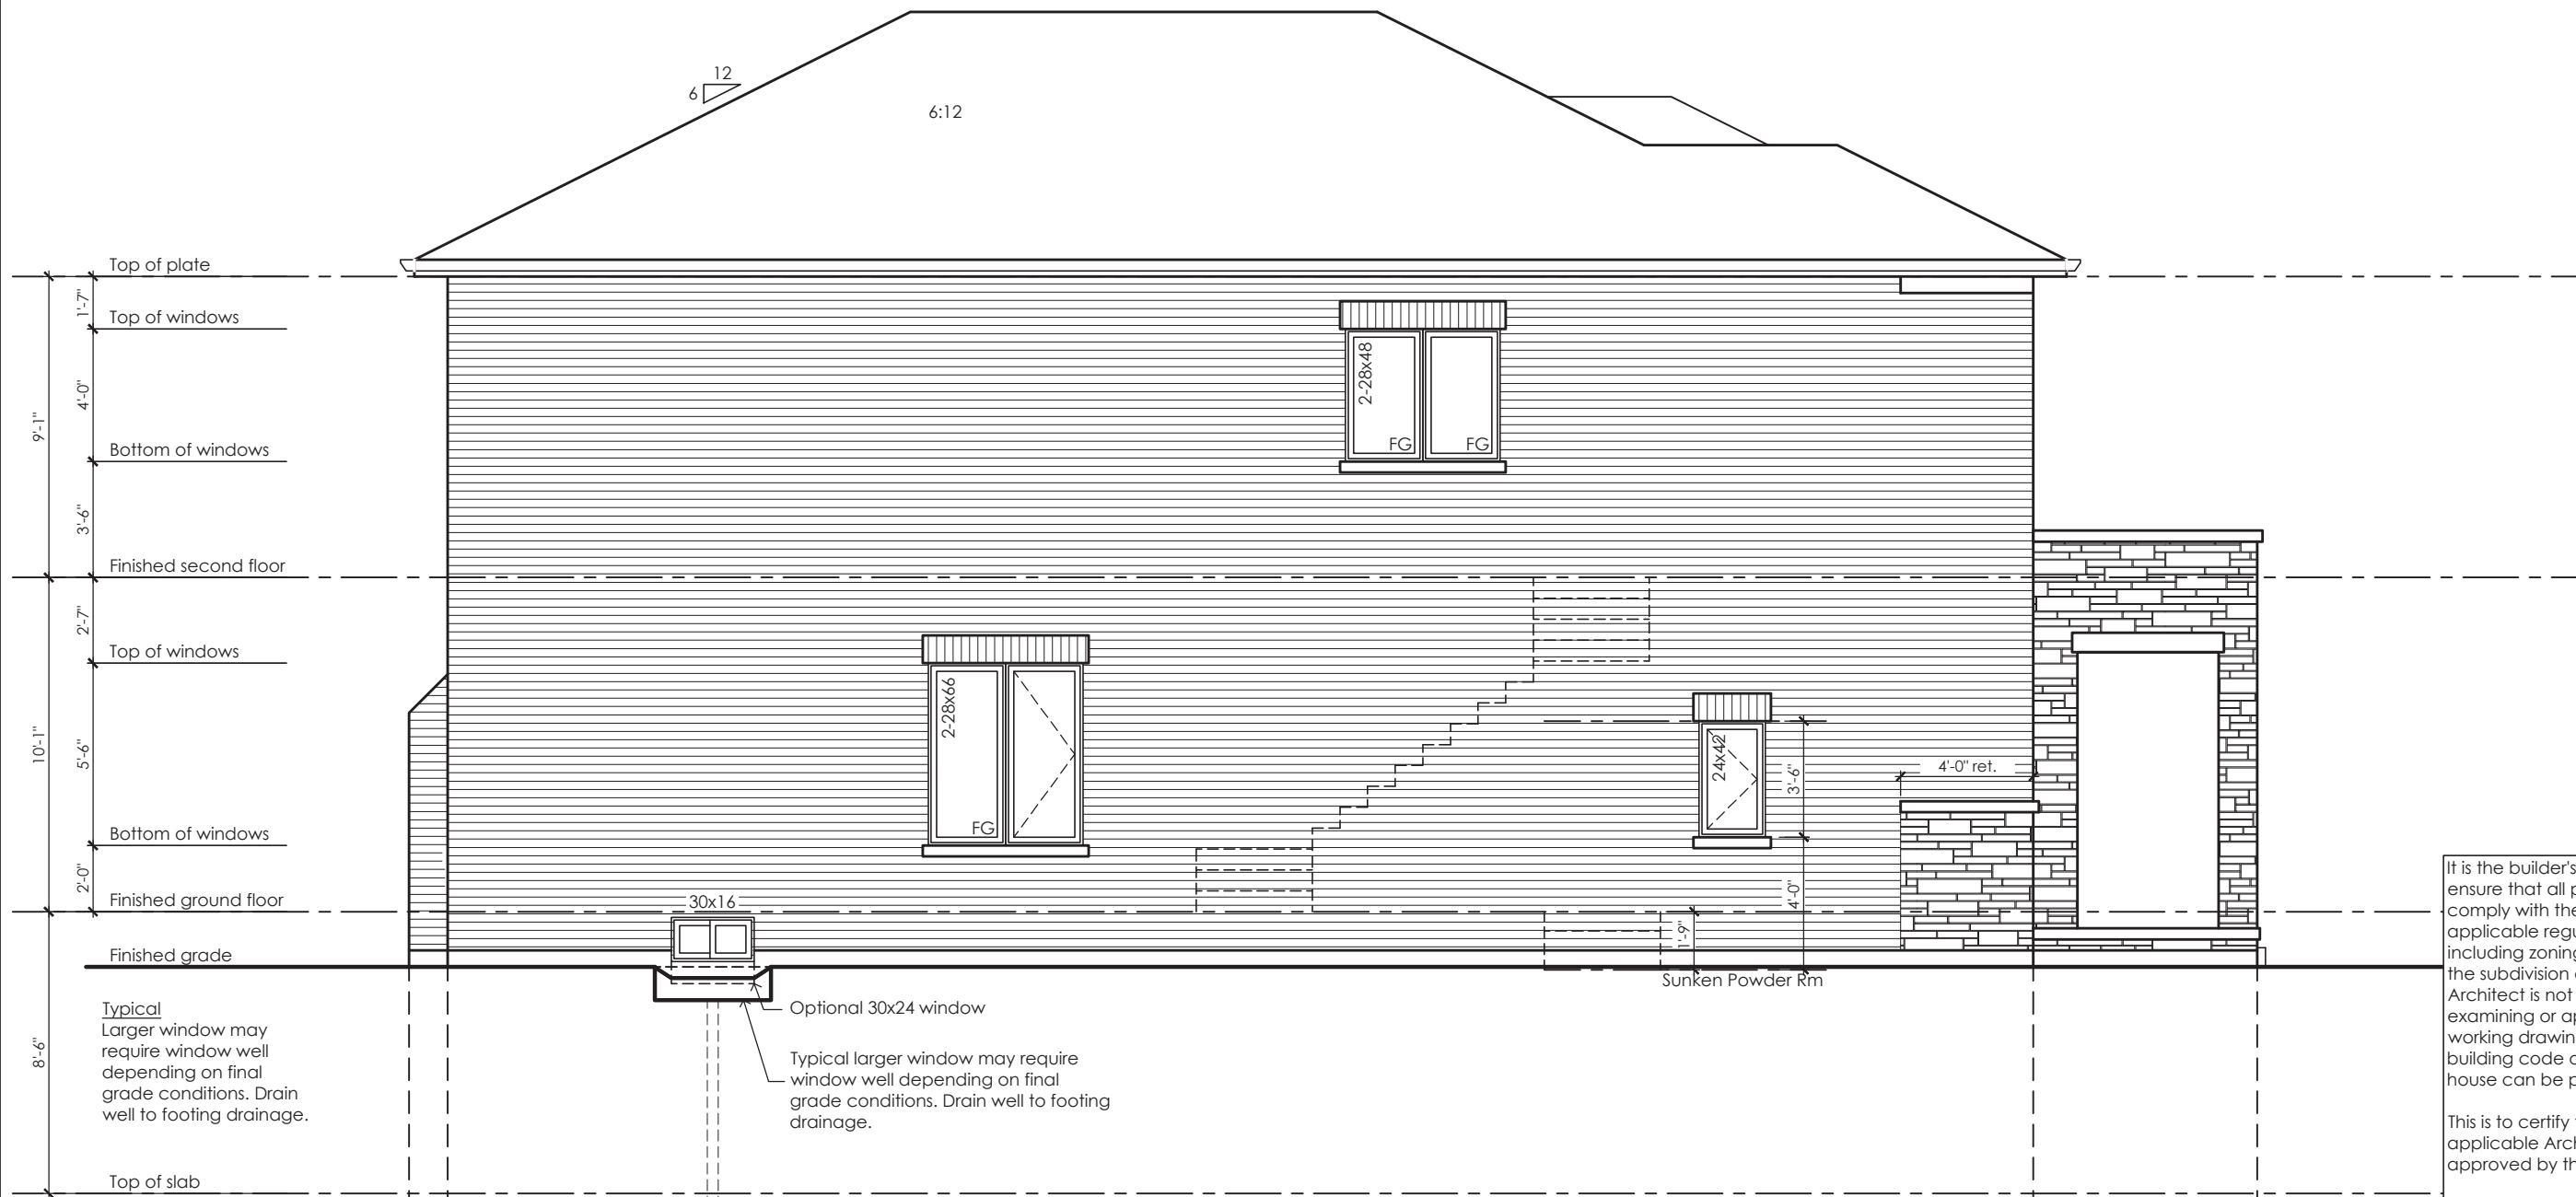 12
6
6:12
Top of plate
1'-7"
Top of windows
4'-0"
9'-1"
Bottom of windows
3'-6"
Finished second floor
2'-7"
Top of windows
5'-6"
10'-1"
Bottom of windows
2'-0"
Finished ground floor
Finished grade
8'-6"
Top of slab
2-28x48
FG
FG
2-28x66
FG
24x42
3'-6"
4'-0" ret.
4'-0"
1'-9"
30x16
Sunken Powder Rm
Typical
Larger window may
require window well
depending on final
grade conditions. Drain
well to footing drainage.
Optional 30x24 window
Typical larger window may require
window well depending on final
grade conditions. Drain well to footing
drainage.
It is the builder's
ensure that all p
comply with the
applicable regu
including zoning
the subdivision
Architect is not
examining or ap
working drawin
building code
house can be p
This is to certify
applicable Arch
approved by th